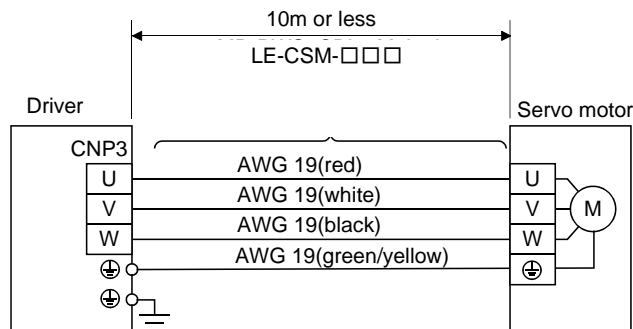 10m or less
LE-CSM-□□□
Driver
Servo motor
CNP3
U AWG 19(red) U
V AWG 19(white) V M
W AWG 19(black) W
AWG 19(green/yellow)